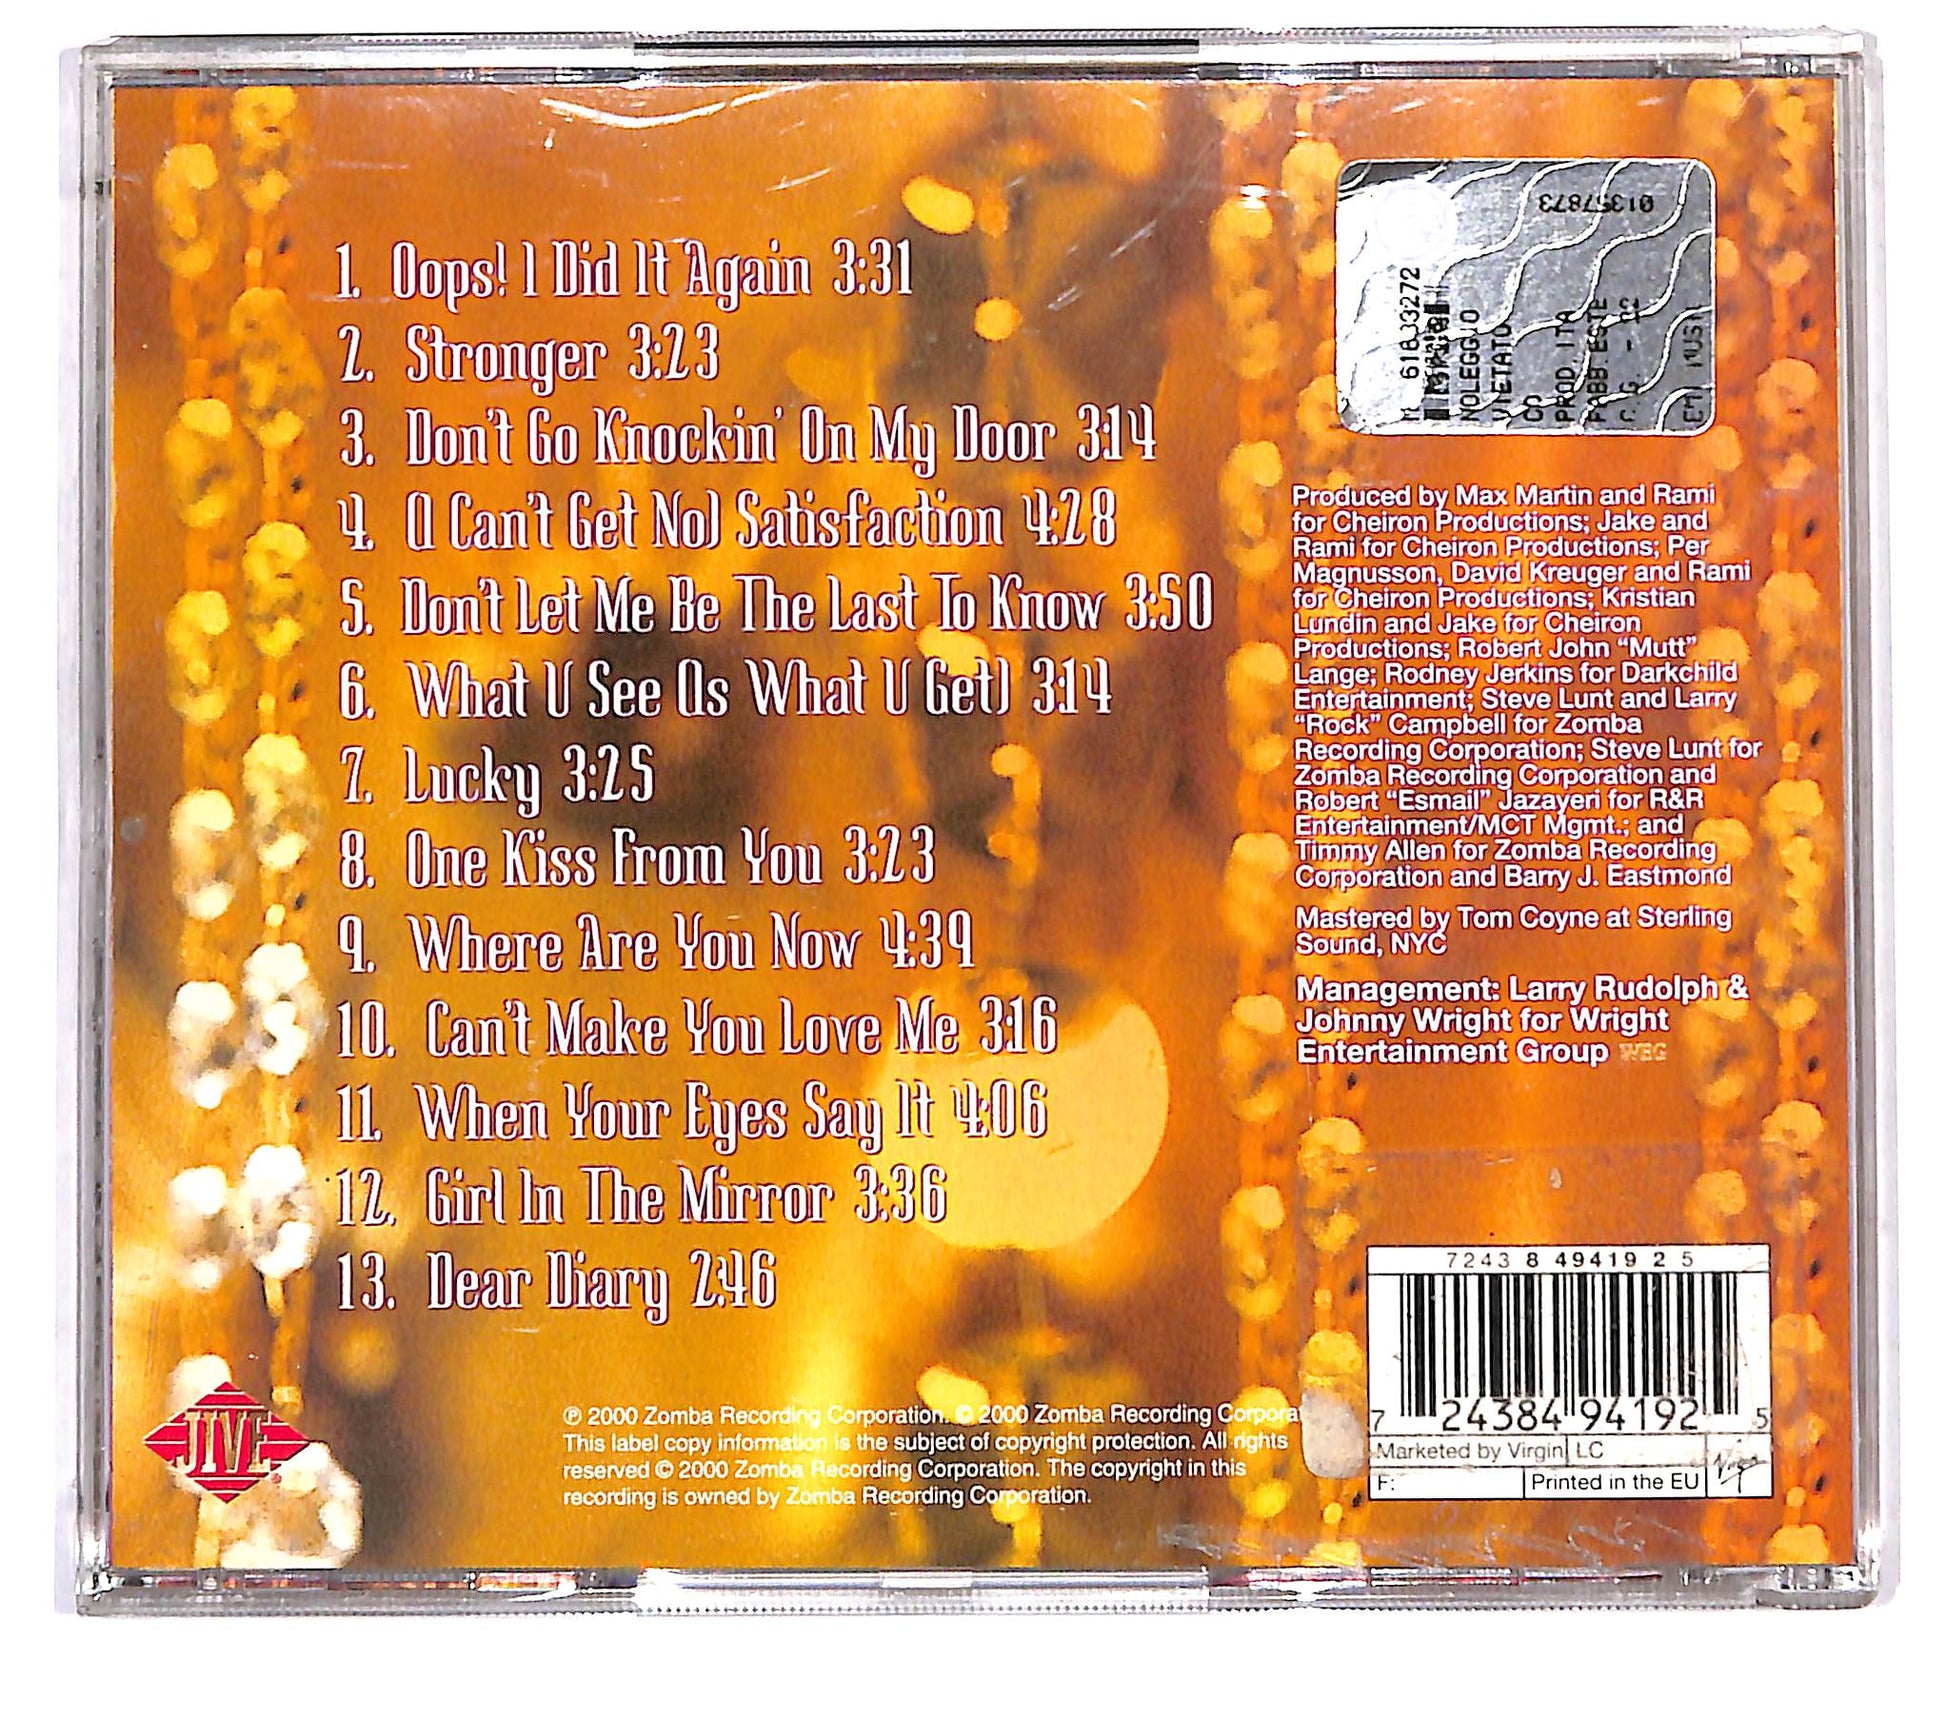 1. Oops! I Did It Again 3:31
2. Stronger 3:23
3. Don't Go Knockin' On My Door 3:14
4. (I Can't Get No) Satisfaction 4:28
5. Don't Let Me Be The Last To Know 3:50
6. What U See (Is What U Get) 3:14
7. Lucky 3:25
8. One Kiss From You 3:23
9. Where Are You Now 4:39
10. Can't Make You Love Me 3:16
11. When Your Eyes Say It 4:06
12. Girl In The Mirror 3:36
13. Dear Diary 2:46
JIVE
℗ 2000 Zomba Recording Corporation. © 2000 Zomba Recording Corpora
This label copy information is the subject of copyright protection. All rights
reserved © 2000 Zomba Recording Corporation. The copyright in this
recording is owned by Zomba Recording Corporation.
01357873
61833272
NOLEGGIO
VIETATO
CD
PROD. ITA
Produced by Max Martin and Rami
for Cheiron Productions; Jake and
Rami for Cheiron Productions; Per
Magnusson, David Kreuger and Rami
for Cheiron Productions; Kristian
Lundin and Jake for Cheiron
Productions; Robert John “Mutt”
Lange; Rodney Jerkins for Darkchild
Entertainment; Steve Lunt and Larry
“Rock” Campbell for Zomba
Recording Corporation; Steve Lunt for
Zomba Recording Corporation and
Robert “Esmail” Jazayeri for R&R
Entertainment/MCT Mgmt.; and
Timmy Allen for Zomba Recording
Corporation and Barry J. Eastmond
Mastered by Tom Coyne at Sterling
Sound, NYC
Management: Larry Rudolph &
Johnny Wright for Wright
Entertainment Group WEG
7243 8 49419 2 5
7 24384 94192 5
Marketed by Virgin LC
F: Printed in the EU Virgin